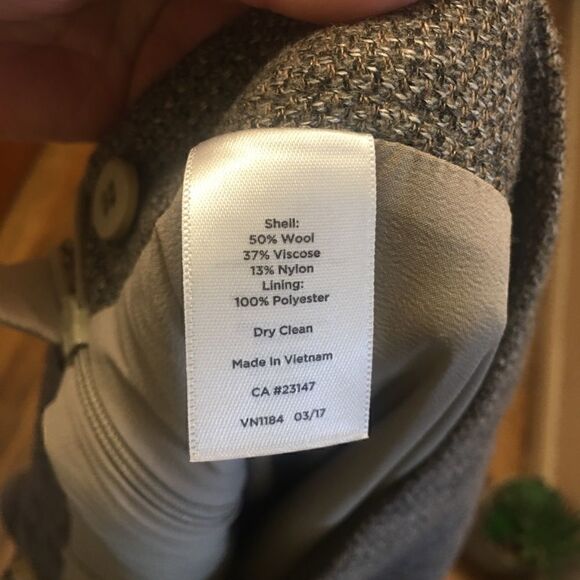 Shell:
50% Wool
37% Viscose
13% Nylon
Lining:
100% Polyester
Dry Clean
Made In Vietnam
CA #23147
VN1184 03/17